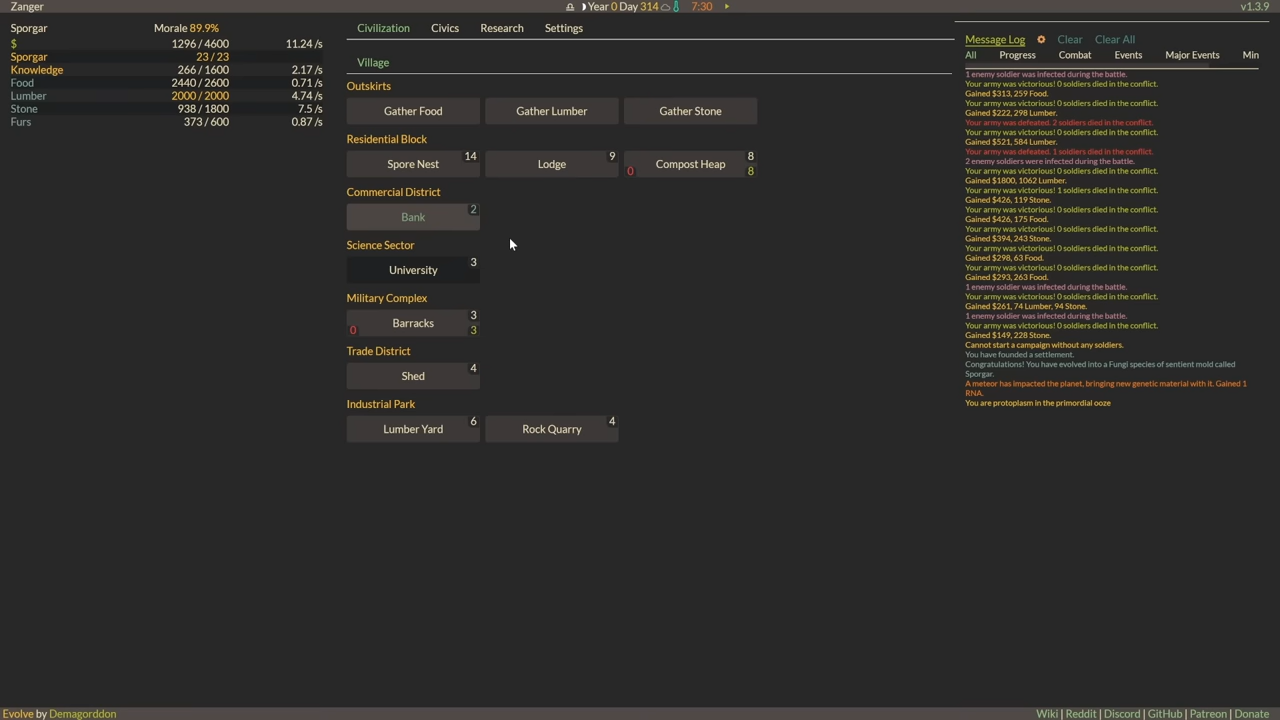 Zanger
Year 0 Day 314
7:30
v1.3.9
Sporgar Morale 89.9%
$ 1296 / 4600 11.24 /s
Sporgar 23 / 23
Knowledge 266 / 1600 2.17 /s
Food 2440 / 2600 0.71 /s
Lumber 2000 / 2000 4.74 /s
Stone 938 / 1800 7.5 /s
Furs 373 / 600 0.87 /s
Civilization Civics Research Settings
Village
Outskirts
Gather Food Gather Lumber Gather Stone
Residential Block
Spore Nest 14 Lodge 9 Compost Heap 8
0 8
Commercial District
Bank 2
Science Sector
University 3
Military Complex
Barracks 3
0 3
Trade District
Shed 4
Industrial Park
Lumber Yard 6 Rock Quarry 4
Message Log Clear Clear All
All Progress Combat Events Major Events Min
1 enemy soldier was infected during the battle.
Your army was victorious! 0 soldiers died in the conflict.
Gained $313, 259 Food.
Your army was victorious! 0 soldiers died in the conflict.
Gained $222, 298 Lumber.
Your army was defeated. 2 soldiers died in the conflict.
Your army was victorious! 0 soldiers died in the conflict.
Gained $521, 584 Lumber.
Your army was defeated. 1 soldiers died in the conflict.
2 enemy soldiers were infected during the battle.
Your army was victorious! 0 soldiers died in the conflict.
Gained $1800, 1062 Lumber.
Your army was victorious! 1 soldiers died in the conflict.
Gained $426, 119 Stone.
Your army was victorious! 0 soldiers died in the conflict.
Gained $426, 175 Food.
Your army was victorious! 0 soldiers died in the conflict.
Gained $394, 243 Stone.
Your army was victorious! 0 soldiers died in the conflict.
Gained $298, 63 Food.
Your army was victorious! 0 soldiers died in the conflict.
Gained $293, 263 Food.
1 enemy soldier was infected during the battle.
Your army was victorious! 0 soldiers died in the conflict.
Gained $261, 74 Lumber, 94 Stone.
1 enemy soldier was infected during the battle.
Your army was victorious! 0 soldiers died in the conflict.
Gained $149, 228 Stone.
Cannot start a campaign without any soldiers.
You have founded a settlement.
Congratulations! You have evolved into a Fungi species of sentient mold called
Sporgar.
A meteor has impacted the planet, bringing new genetic material with it. Gained 1
RNA.
You are protoplasm in the primordial ooze
Evolve by Demagorddon
Wiki | Reddit | Discord | GitHub | Patreon | Donate